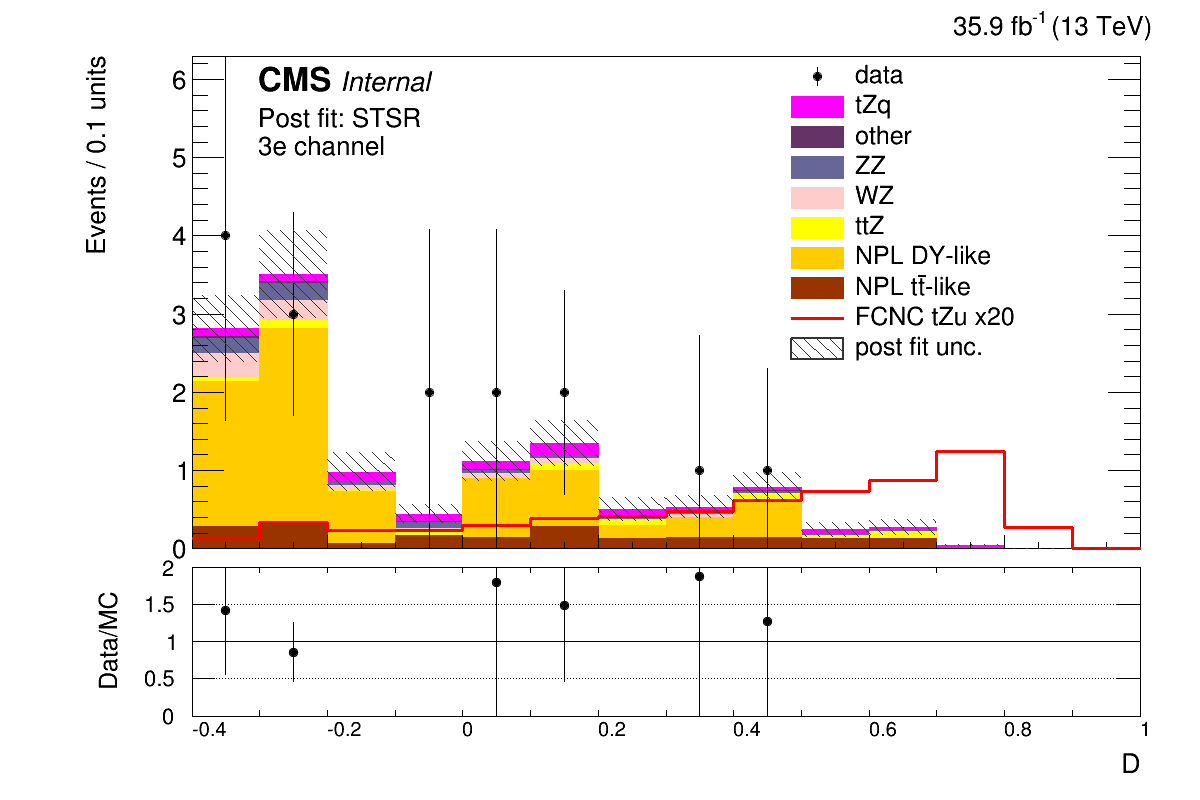 35.9 fb⁻¹ (13 TeV)
Events / 0.1 units
6
5
4
3
2
1
0
CMS Internal
Post fit: STSR
3e channel
data
tZq
other
ZZ
WZ
ttZ
NPL DY-like
NPL tt̄-like
FCNC tZu x20
post fit unc.
Data/MC
2
1.5
1
0.5
0
-0.4 -0.2 0 0.2 0.4 0.6 0.8 1
D